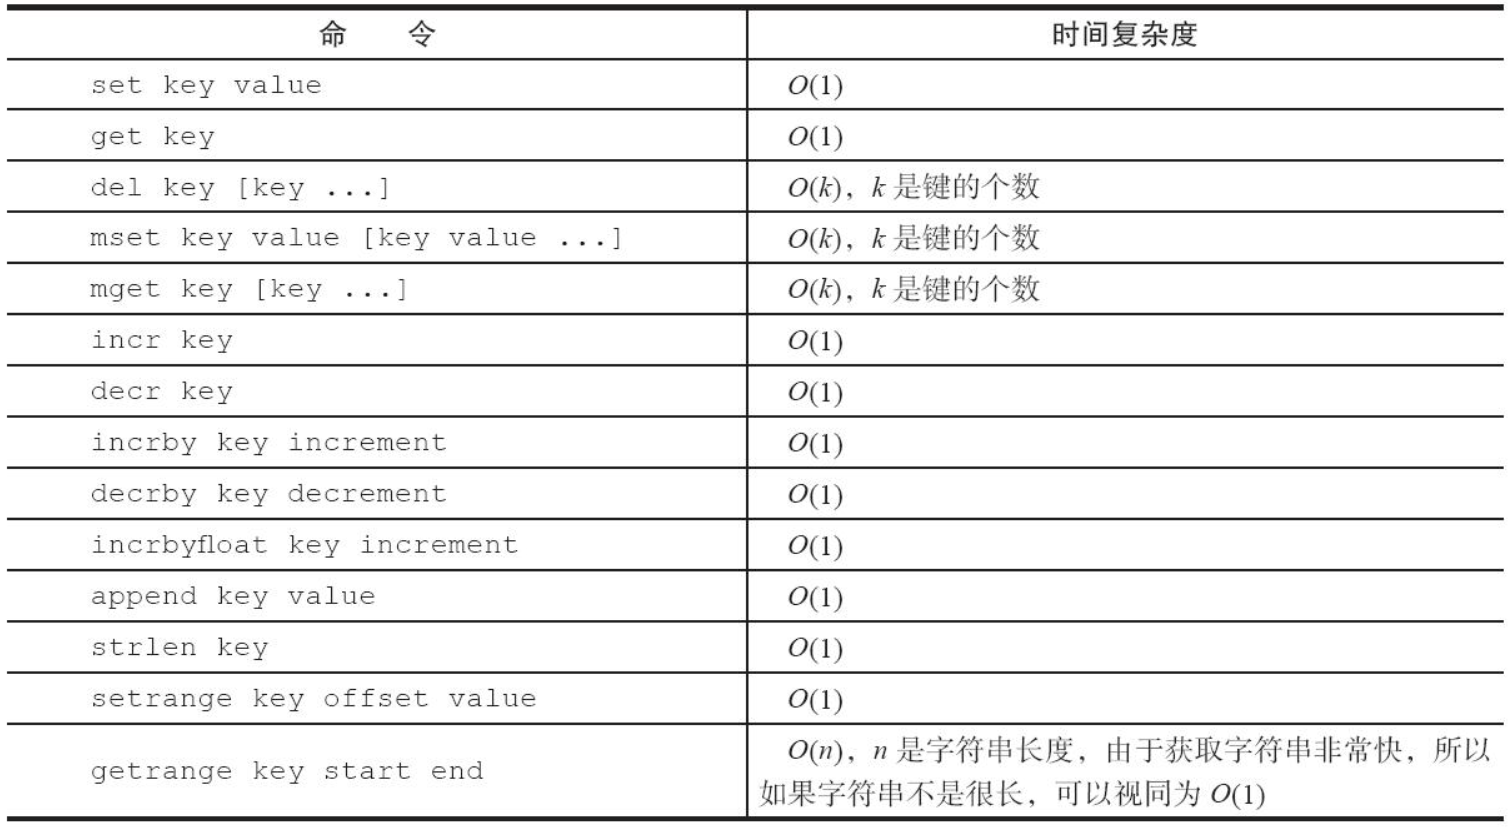 命 令 时间复杂度
set key value O(1)
get key O(1)
del key [key ...] O(k)，k 是键的个数
mset key value [key value ...] O(k)，k 是键的个数
mget key [key ...] O(k)，k 是键的个数
incr key O(1)
decr key O(1)
incrby key increment O(1)
decrby key decrement O(1)
incrbyfloat key increment O(1)
append key value O(1)
strlen key O(1)
setrange key offset value O(1)
getrange key start end O(n)，n 是字符串长度，由于获取字符串非常快，所以
如果字符串不是很长，可以视同为 O(1)